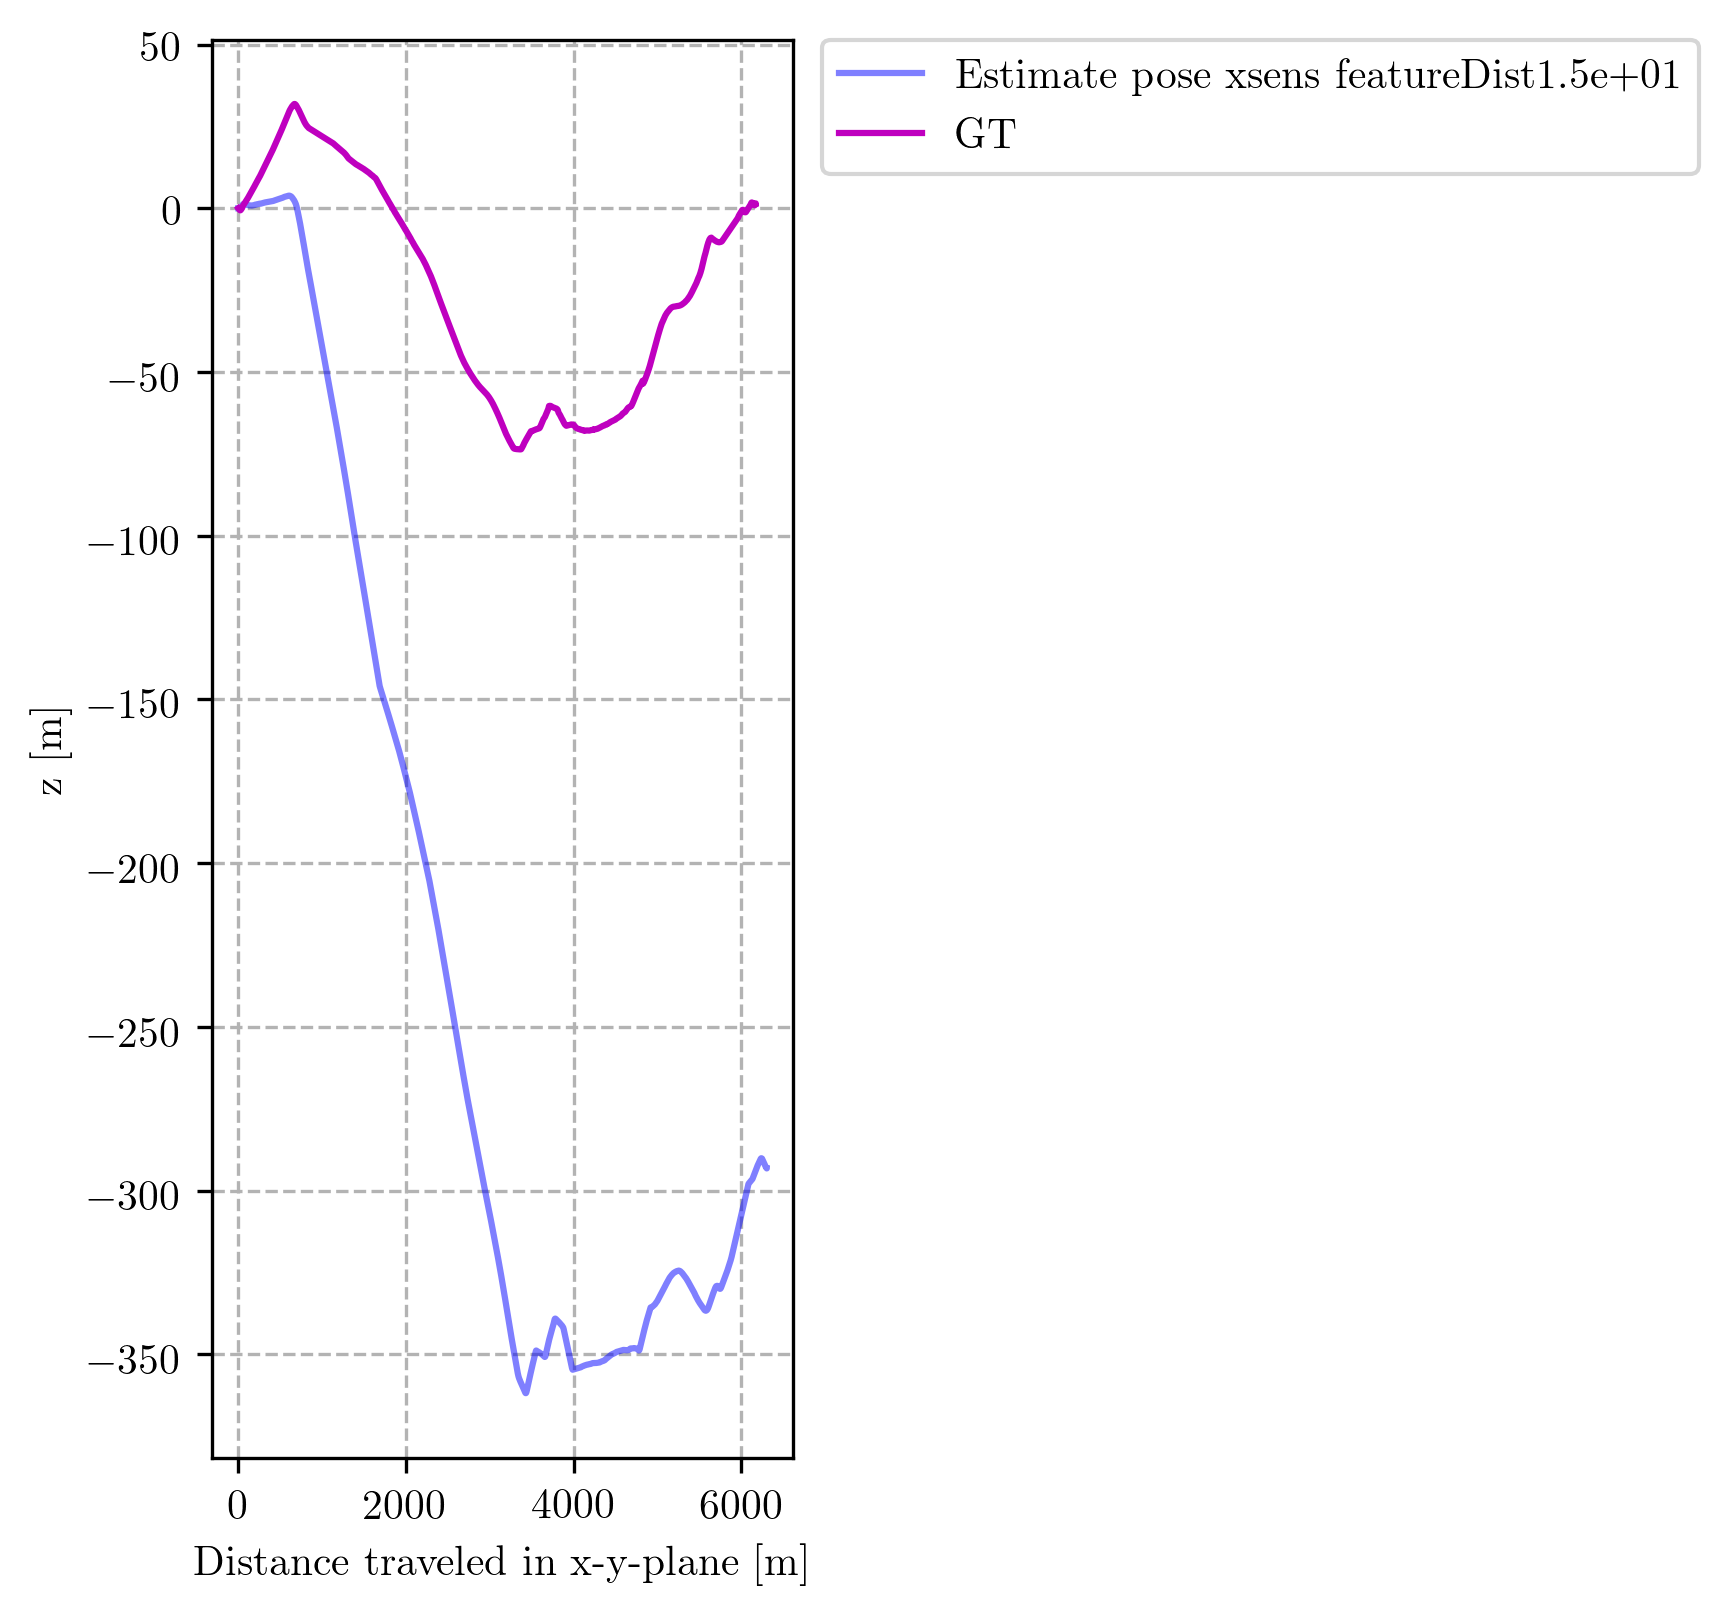 Estimate pose xsens featureDist1.5e+01
GT
50
0
−50
−100
−150
−200
−250
−300
−350
z [m]
0 2000 4000 6000
Distance traveled in x-y-plane [m]